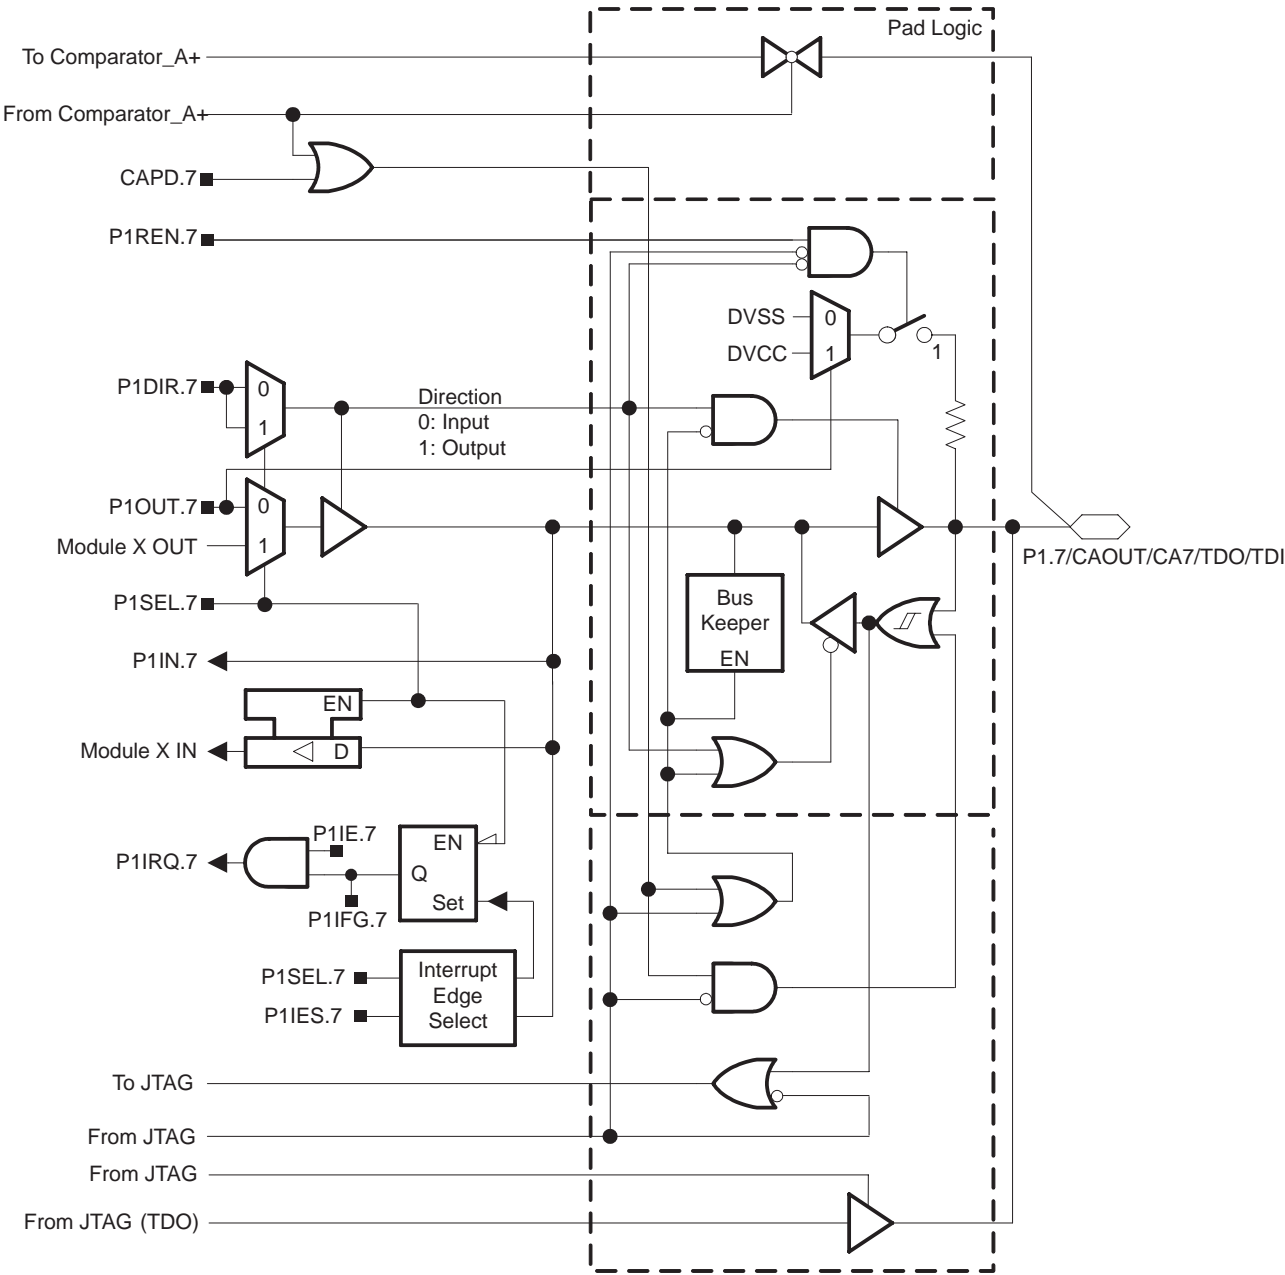 Pad Logic
To Comparator_A+
From Comparator_A+
CAPD.7
P1REN.7
DVSS
0
DVCC
1
1
P1DIR.7
0
1
Direction
0: Input
1: Output
P1OUT.7
0
Module X OUT
1
P1.7/CAOUT/CA7/TDO/TDI
P1SEL.7
Bus
Keeper
EN
P1IN.7
EN
Module X IN
D
P1IE.7
EN
P1IRQ.7
Q
Set
P1IFG.7
P1SEL.7
P1IES.7
Interrupt
Edge
Select
To JTAG
From JTAG
From JTAG
From JTAG (TDO)